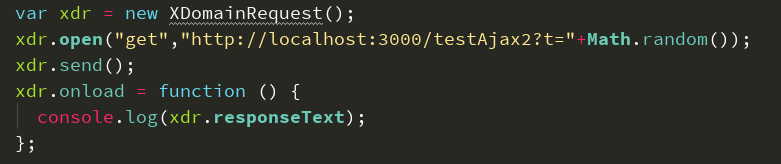 var xdr = new XDomainRequest();
xdr.open("get","http://localhost:3000/testAjax2?t="+Math.random());
xdr.send();
xdr.onload = function () {
  console.log(xdr.responseText);
};